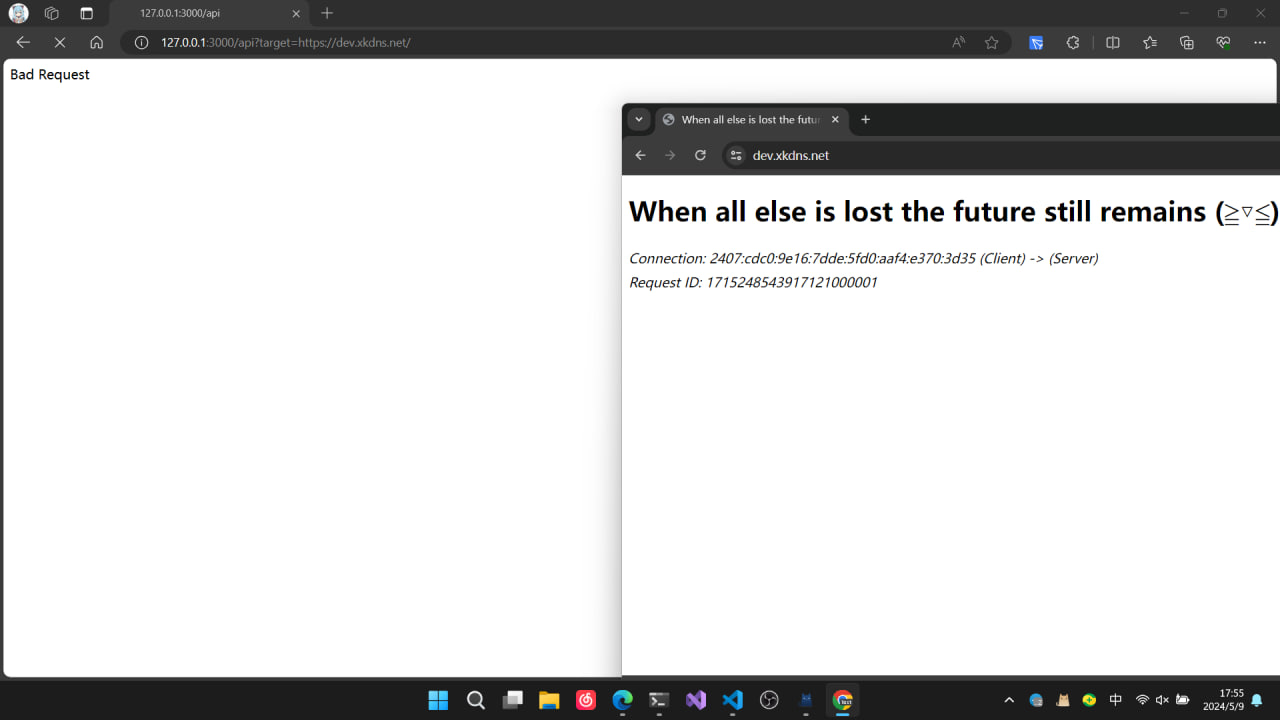 127.0.0.1:3000/api
127.0.0.1:3000/api?target=https://dev.xkdns.net/
Bad Request
When all else is lost the futur
dev.xkdns.net
When all else is lost the future still remains (≧▽≦)
Connection: 2407:cdc0:9e16:7dde:5fd0:aaf4:e370:3d35 (Client) -> (Server)
Request ID: 1715248543917121000001
中
17:55
2024/5/9